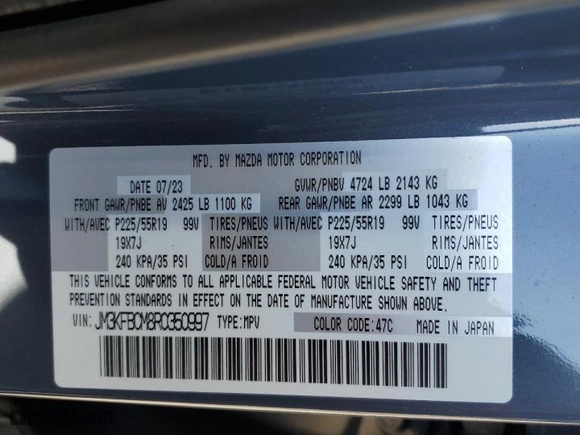 MFD. BY MAZDA MOTOR CORPORATION
DATE 07/23 GVWR/PNBV 4724 LB 2143 KG
FRONT GAWR/PNBE AV 2425 LB 1100 KG REAR GAWR/PNBE AR 2299 LB 1043 KG
WITH/AVEC P225/55R19 99V TIRES/PNEUS WITH/AVEC P225/55R19 99V TIRES/PNEUS
19X7J RIMS/JANTES 19X7J RIMS/JANTES
240 KPA/35 PSI COLD/A FROID 240 KPA/35 PSI COLD/A FROID
THIS VEHICLE CONFORMS TO ALL APPLICABLE FEDERAL MOTOR VEHICLE SAFETY AND THEFT
PREVENTION STANDARDS IN EFFECT ON THE DATE OF MANUFACTURE SHOWN ABOVE.
VIN: JM3KFBCM8R0350997 TYPE: MPV COLOR CODE:47C MADE IN JAPAN